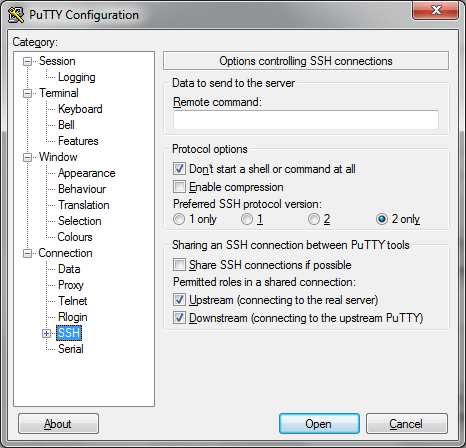 PuTTY Configuration
Category:
Session
Logging
Terminal
Keyboard
Bell
Features
Window
Appearance
Behaviour
Translation
Selection
Colours
Connection
Data
Proxy
Telnet
Rlogin
SSH
Serial
Options controlling SSH connections
Data to send to the server
Remote command:
Protocol options
Don't start a shell or command at all
Enable compression
Preferred SSH protocol version:
1 only 1 2 2 only
Sharing an SSH connection between PuTTY tools
Share SSH connections if possible
Permitted roles in a shared connection:
Upstream (connecting to the real server)
Downstream (connecting to the upstream PuTTY)
About Open Cancel